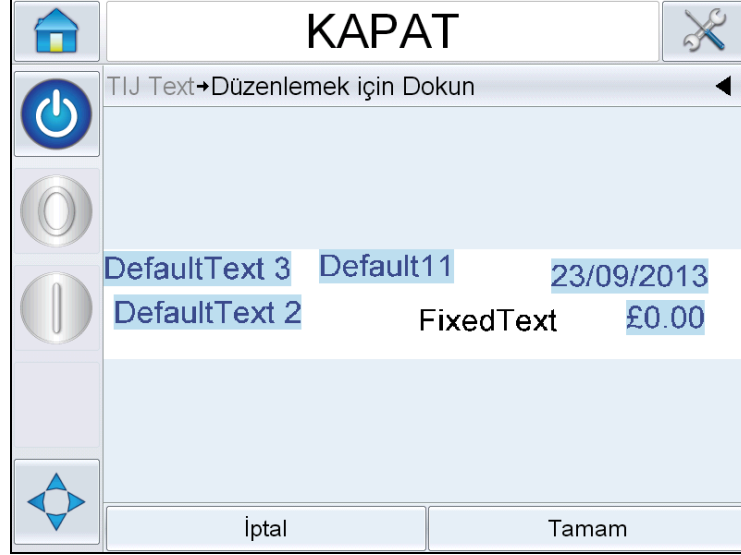 KAPAT
TIJ Text→Düzenlemek için Dokun
DefaultText 3 Default11 23/09/2013
DefaultText 2 FixedText £0.00
İptal Tamam